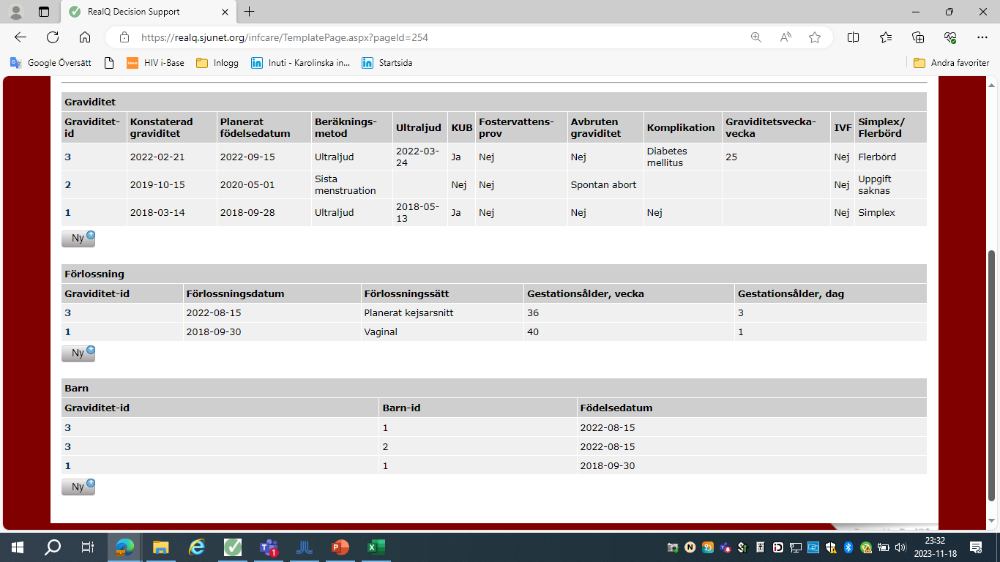 RealQ Decision Support
https://realq.sjunet.org/infcare/TemplatePage.aspx?pageId=254
Google Översätt HIV i-Base Inlogg Inuti - Karolinska in... Startsida Andra favoriter
Graviditet
Graviditet-id Konstaterad graviditet Planerat födelsedatum Beräknings-metod Ultraljud KUB Fostervattens-prov Avbruten graviditet Komplikation Graviditetsvecka-vecka IVF Simplex/Flerbörd
3 2022-02-21 2022-09-15 Ultraljud 2022-03-24 Ja Nej Nej Diabetes mellitus 25 Nej Flerbörd
2 2019-10-15 2020-05-01 Sista menstruation Nej Nej Spontan abort Nej Uppgift saknas
1 2018-03-14 2018-09-28 Ultraljud 2018-05-13 Ja Nej Nej Nej Nej Simplex
Ny
Förlossning
Graviditet-id Förlossningsdatum Förlossningssätt Gestationsålder, vecka Gestationsålder, dag
3 2022-08-15 Planerat kejsarsnitt 36 3
1 2018-09-30 Vaginal 40 1
Ny
Barn
Graviditet-id Barn-id Födelsedatum
3 1 2022-08-15
3 2 2022-08-15
1 1 2018-09-30
Ny
23:32
2023-11-18